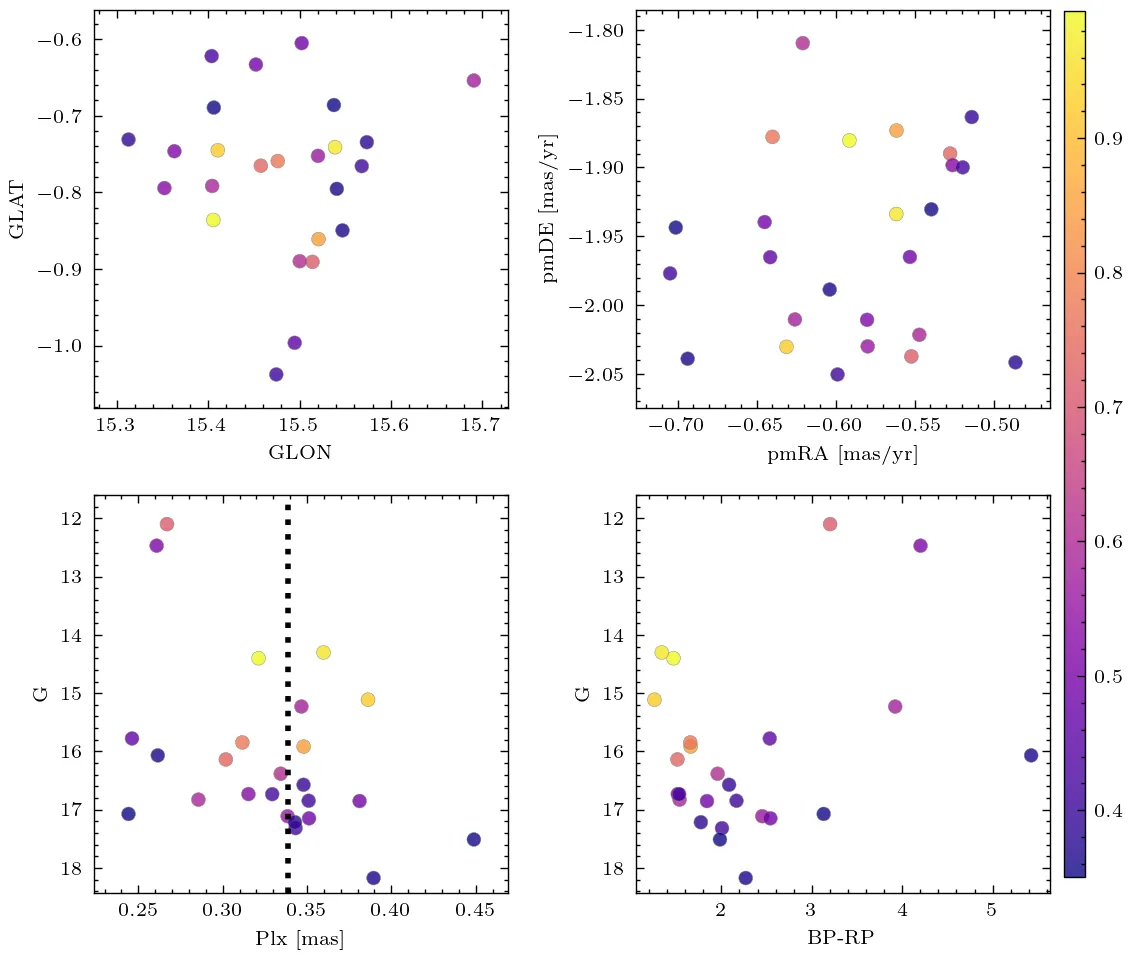 −0.6
−0.7
−0.8
−0.9
−1.0
GLAT
15.3 15.4 15.5 15.6 15.7
GLON
−1.80
−1.85
−1.90
−1.95
−2.00
−2.05
pmDE [mas/yr]
−0.70 −0.65 −0.60 −0.55 −0.50
pmRA [mas/yr]
12
13
14
15
16
17
18
G
0.25 0.30 0.35 0.40 0.45
Plx [mas]
12
13
14
15
16
17
18
G
2 3 4 5
BP-RP
0.9
0.8
0.7
0.6
0.5
0.4